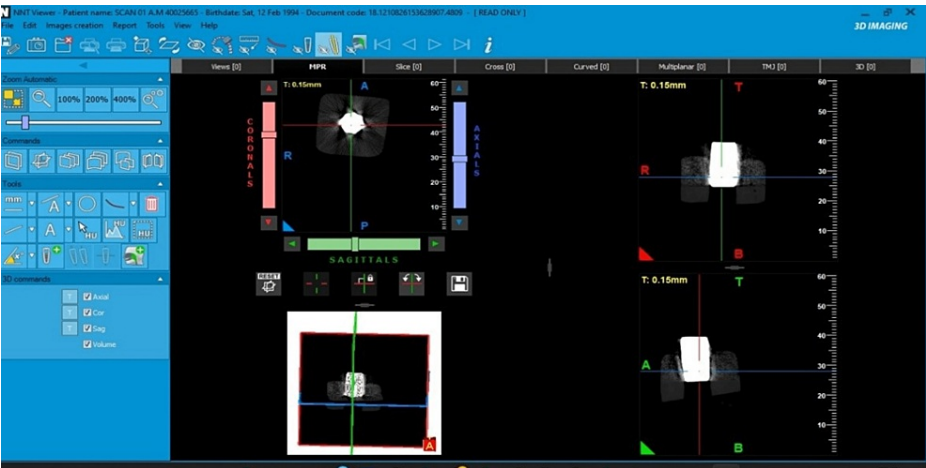 NNT Viewer - Patient name: SCAN 01 A.M 40025665 - Birthdate: Sat, 12 Feb 1994 - Document code: 18.1210826153628907.4809 - [ READ ONLY ]
File Edit Images creation Report Tools View Help
3D IMAGING
i
Views [0] MPR Slice [0] Cross [0] Curved [0] Multiplanar [0] TMJ [0] 3D [0]
Zoom Automatic
100% 200% 400%
Commands
Tools
mm A
A HU HU HU:
3D commands
T Axial
T Cor
T Sag
Volume
CORONALS
T: 0.15mm
A
R
P
60
50
40
30
20
10
AXIALS
SAGITTALS
RESET
A
T: 0.15mm
T
R
B
60
50
40
30
20
10
T: 0.15mm
T
A
B
60
50
40
30
20
10